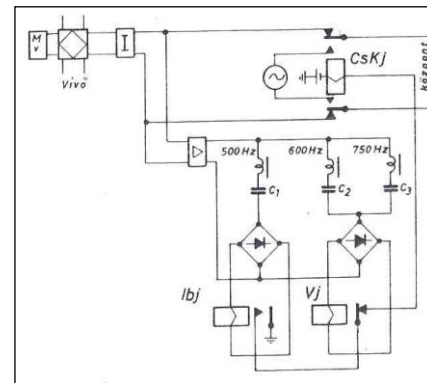 M
v
I
Vivő
CsKj
központ
500Hz
600Hz
750Hz
C1
C2
C3
Ibj
Vj